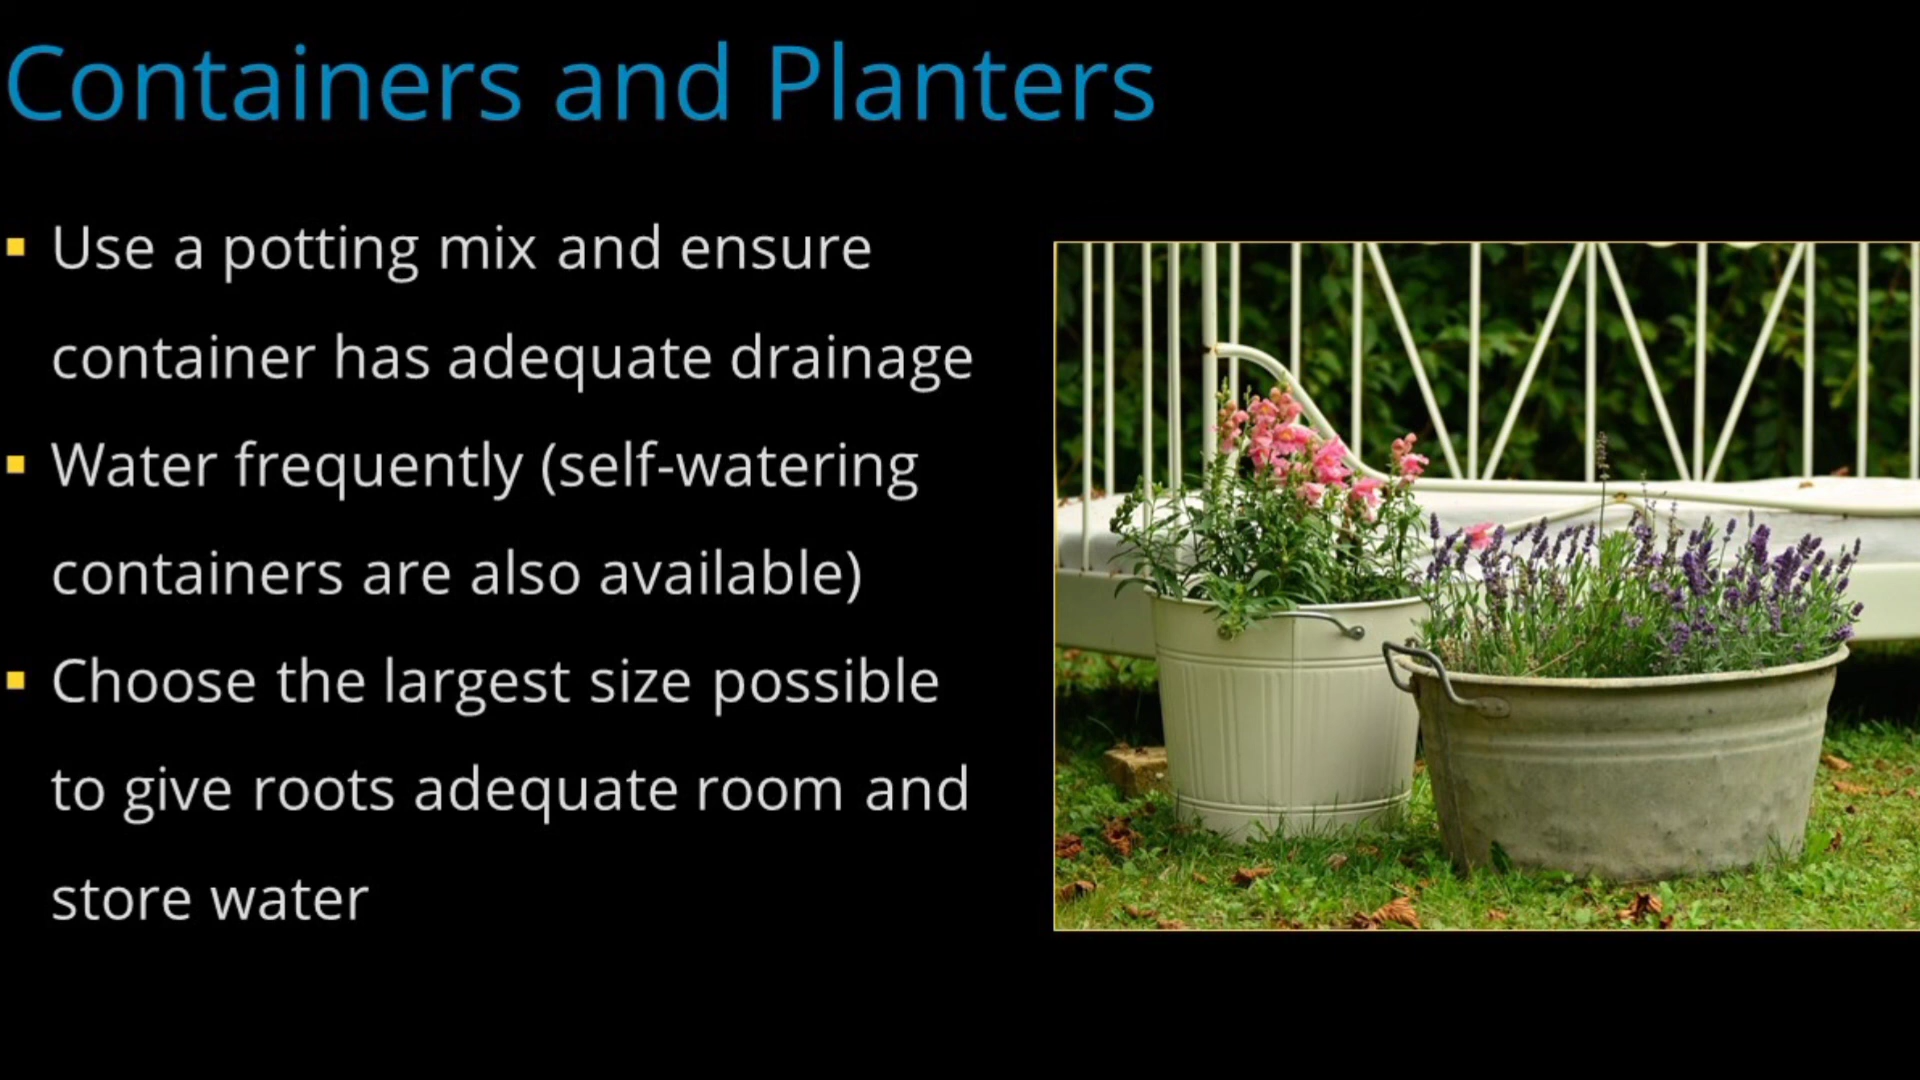 Containers and Planters
Use a potting mix and ensure
container has adequate drainage
Water frequently (self-watering
containers are also available)
Choose the largest size possible
to give roots adequate room and
store water